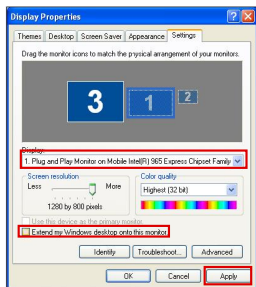 Display Properties
Themes Desktop Screen Saver Appearance Settings
Drag the monitor icons to match the physical arrangement of your monitors.
3 1 2
Display:
1. Plug and Play Monitor on Mobile Intel(R) 965 Express Chipset Family
Screen resolution
Less More
1280 by 800 pixels
Color quality
Highest (32 bit)
Use this device as the primary monitor.
Extend my Windows desktop onto this monitor.
Identify Troubleshoot... Advanced
OK Cancel Apply